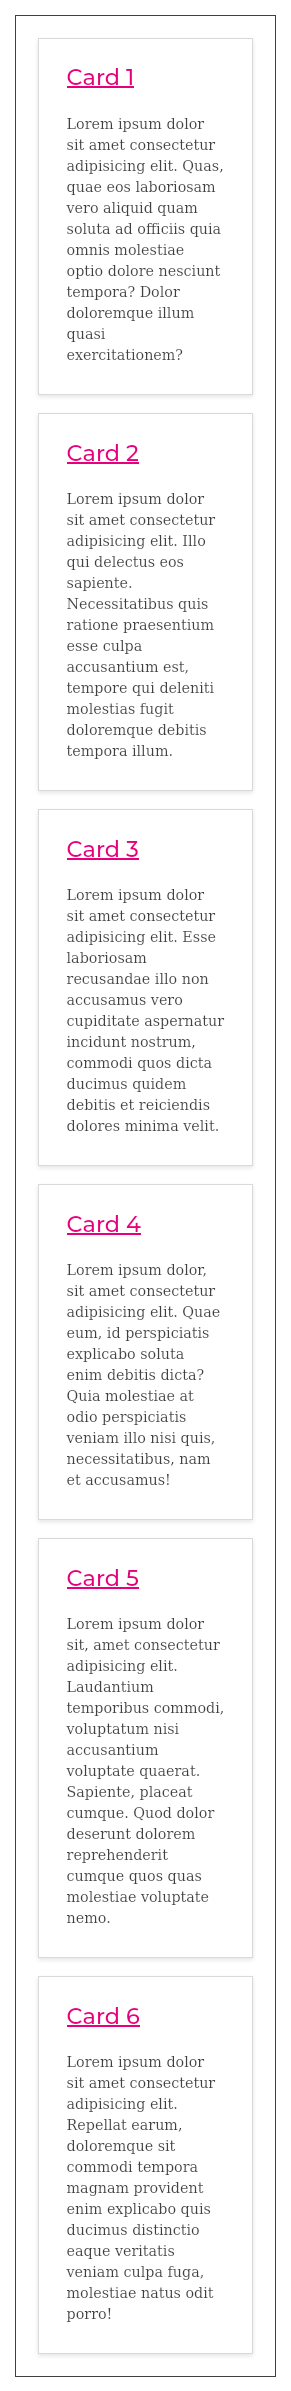 Card 1
Lorem ipsum dolor
sit amet consectetur
adipisicing elit. Quas,
quae eos laboriosam
vero aliquid quam
soluta ad officiis quia
omnis molestiae
optio dolore nesciunt
tempora? Dolor
doloremque illum
quasi
exercitationem?
Card 2
Lorem ipsum dolor
sit amet consectetur
adipisicing elit. Illo
qui delectus eos
sapiente.
Necessitatibus quis
ratione praesentium
esse culpa
accusantium est,
tempore qui deleniti
molestias fugit
doloremque debitis
tempora illum.
Card 3
Lorem ipsum dolor
sit amet consectetur
adipisicing elit. Esse
laboriosam
recusandae illo non
accusamus vero
cupiditate aspernatur
incidunt nostrum,
commodi quos dicta
ducimus quidem
debitis et reiciendis
dolores minima velit.
Card 4
Lorem ipsum dolor,
sit amet consectetur
adipisicing elit. Quae
eum, id perspiciatis
explicabo soluta
enim debitis dicta?
Quia molestiae at
odio perspiciatis
veniam illo nisi quis,
necessitatibus, nam
et accusamus!
Card 5
Lorem ipsum dolor
sit, amet consectetur
adipisicing elit.
Laudantium
temporibus commodi,
voluptatum nisi
accusantium
voluptate quaerat.
Sapiente, placeat
cumque. Quod dolor
deserunt dolorem
reprehenderit
cumque quos quas
molestiae voluptate
nemo.
Card 6
Lorem ipsum dolor
sit amet consectetur
adipisicing elit.
Repellat earum,
doloremque sit
commodi tempora
magnam provident
enim explicabo quis
ducimus distinctio
eaque veritatis
veniam culpa fuga,
molestiae natus odit
porro!